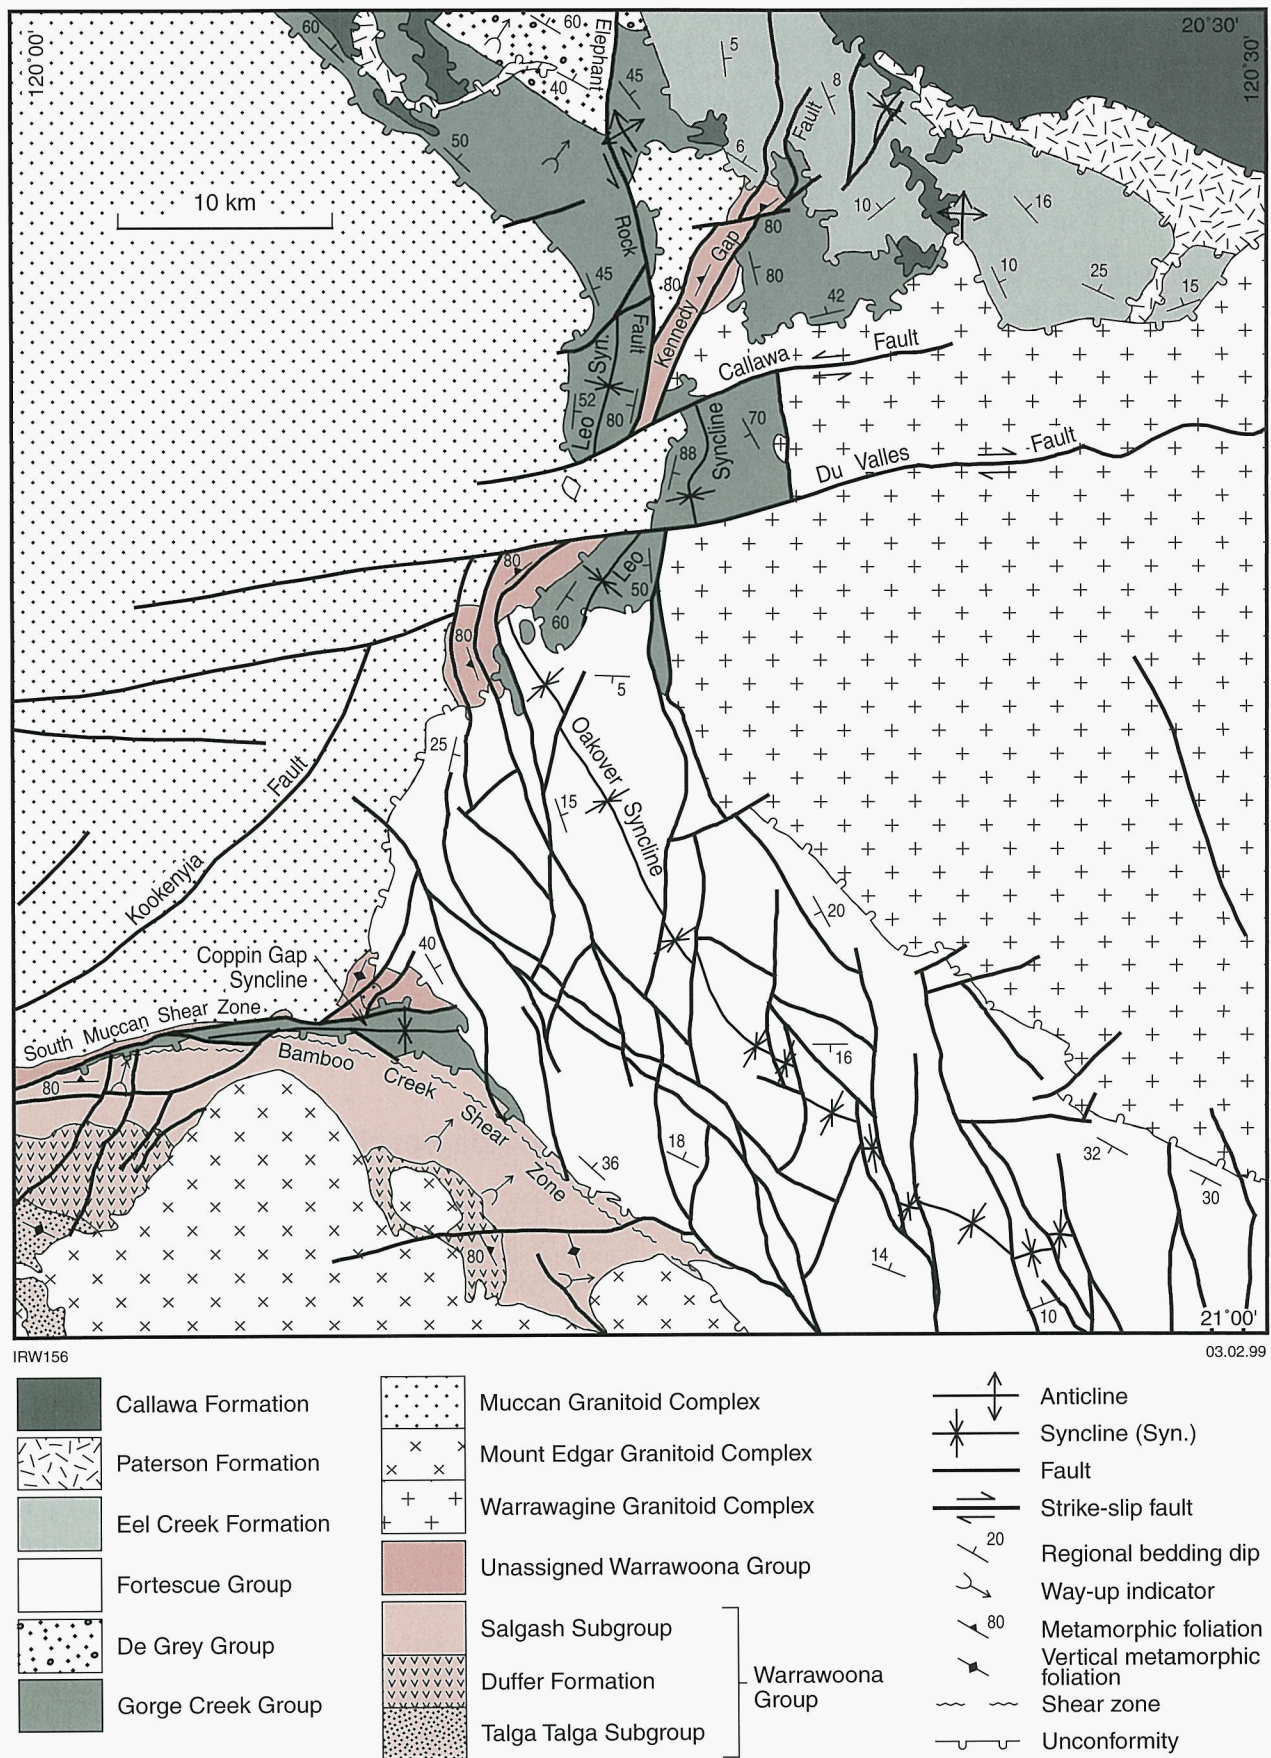 120°00'
20°30'
120°30'
60
60
Elephant
40
45
5
8
Fault
50
6
10
16
10 km
Rock
Gap
80
80
80
10
25
15
45
42
Kennedy
Syn.
Fault
Callawa
Fault
52
80
Leo
Syncline
70
88
Du Valles
Fault
80
Leo
50
60
80
5
25
Oakover
Syncline
15
Fault
Kookenyia
20
Coppin Gap
Syncline
40
South Muccan Shear Zone
Bamboo
Creek
Shear
Zone
80
16
18
36
32
30
80
14
10
21°00'
IRW156
03.02.99
Callawa Formation
Paterson Formation
Eel Creek Formation
Fortescue Group
De Grey Group
Gorge Creek Group
Muccan Granitoid Complex
Mount Edgar Granitoid Complex
Warrawagine Granitoid Complex
Unassigned Warrawoona Group
Salgash Subgroup
Duffer Formation
Talga Talga Subgroup
Warrawoona
Group
Anticline
Syncline (Syn.)
Fault
Strike-slip fault
20
Regional bedding dip
Way-up indicator
80
Metamorphic foliation
Vertical metamorphic
foliation
Shear zone
Unconformity